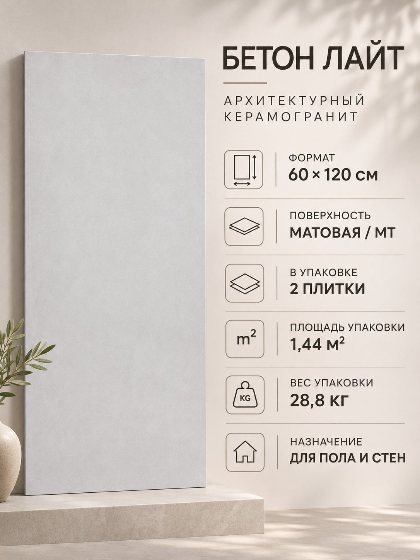 БЕТОН ЛАЙТ
АРХИТЕКТУРНЫЙ
КЕРАМОГРАНИТ
ФОРМАТ
60 × 120 см
ПОВЕРХНОСТЬ
МАТОВАЯ / MT
В УПАКОВКЕ
2 ПЛИТКИ
m²
ПЛОЩАДЬ УПАКОВКИ
1,44 м²
KG
ВЕС УПАКОВКИ
28,8 КГ
НАЗНАЧЕНИЕ
ДЛЯ ПОЛА И СТЕН